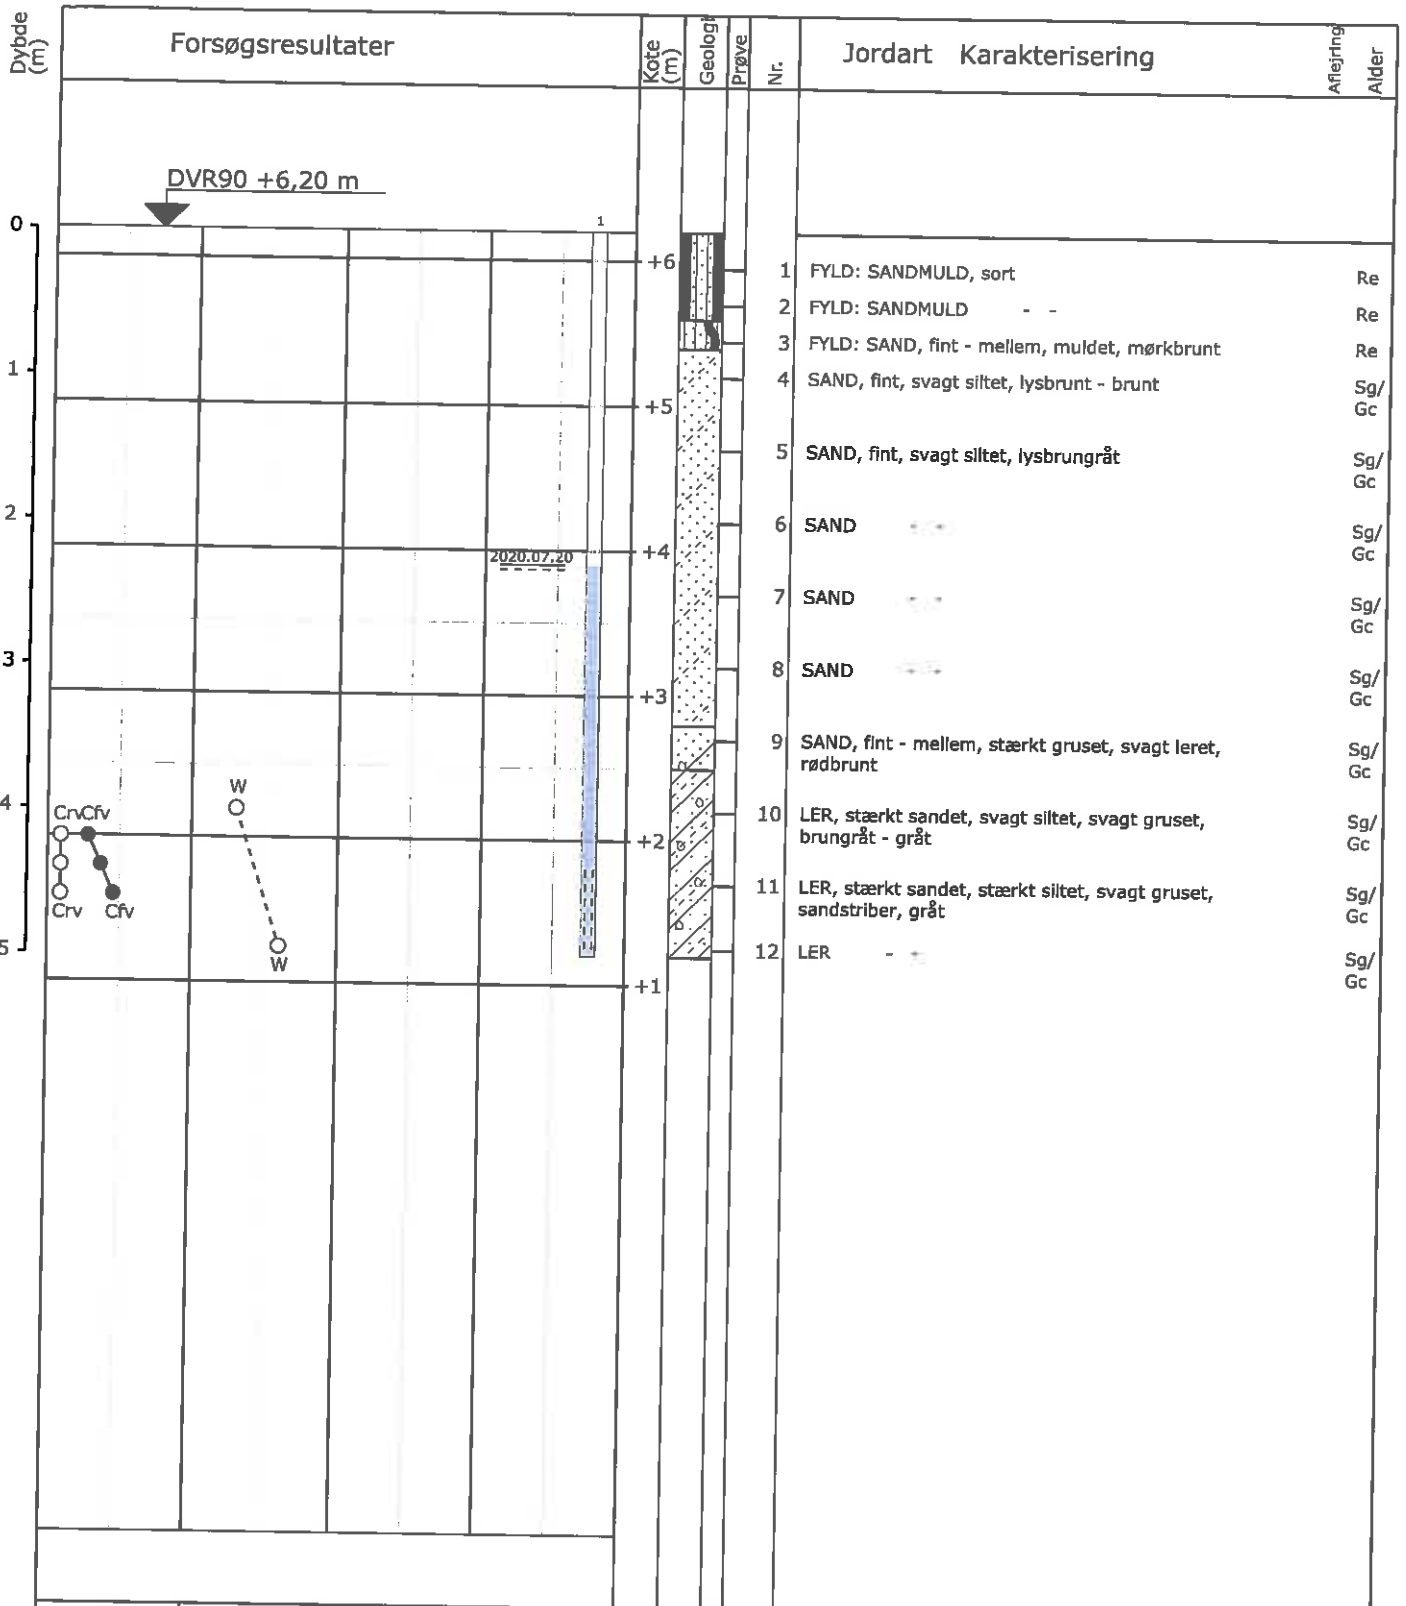 Dybde (m)
Forsøgsresultater
Kote (m)
Geologi
Prøve
Nr.
Jordart Karakterisering
Aflejring
Alder
DVR90 +6,20 m
0
1
+6
1 FYLD: SANDMULD, sort Re
2 FYLD: SANDMULD - - Re
3 FYLD: SAND, fint - mellem, muldet, mørkbrunt Re
1
4 SAND, fint, svagt siltet, lysbrunt - brunt Sg/
Gc
+5
5 SAND, fint, svagt siltet, lysbrungråt Sg/
Gc
2
6 SAND - - Sg/
Gc
2020.07.20
+4
7 SAND - - Sg/
Gc
3
8 SAND - - Sg/
Gc
+3
9 SAND, fint - mellem, stærkt gruset, svagt leret, Sg/
rødbrunt Gc
4
W
Crv Cfv
10 LER, stærkt sandet, svagt siltet, svagt gruset, Sg/
brungråt - gråt Gc
+2
11 LER, stærkt sandet, stærkt siltet, svagt gruset, Sg/
sandstriber, gråt Gc
Crv Cfv
5
W
12 LER - - Sg/
Gc
+1